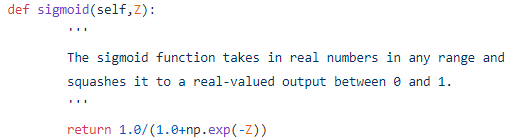 def sigmoid(self,Z):
'''
The sigmoid function takes in real numbers in any range and
squashes it to a real-valued output between 0 and 1.
'''
return 1.0/(1.0+np.exp(-Z))